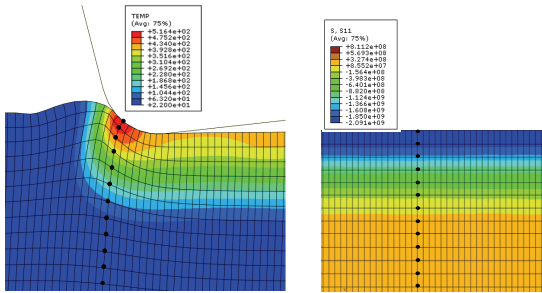 TEMP
(Avg: 75%)
+5.164e+02
+4.752e+02
+4.340e+02
+3.928e+02
+3.516e+02
+3.104e+02
+2.692e+02
+2.280e+02
+1.868e+02
+1.456e+02
+1.044e+02
+6.320e+01
+2.200e+01
S, S11
(Avg: 75%)
+8.112e+08
+5.693e+08
+3.274e+08
+8.552e+07
-1.564e+08
-3.983e+08
-6.401e+08
-8.820e+08
-1.124e+09
-1.366e+09
-1.608e+09
-1.850e+09
-2.091e+09